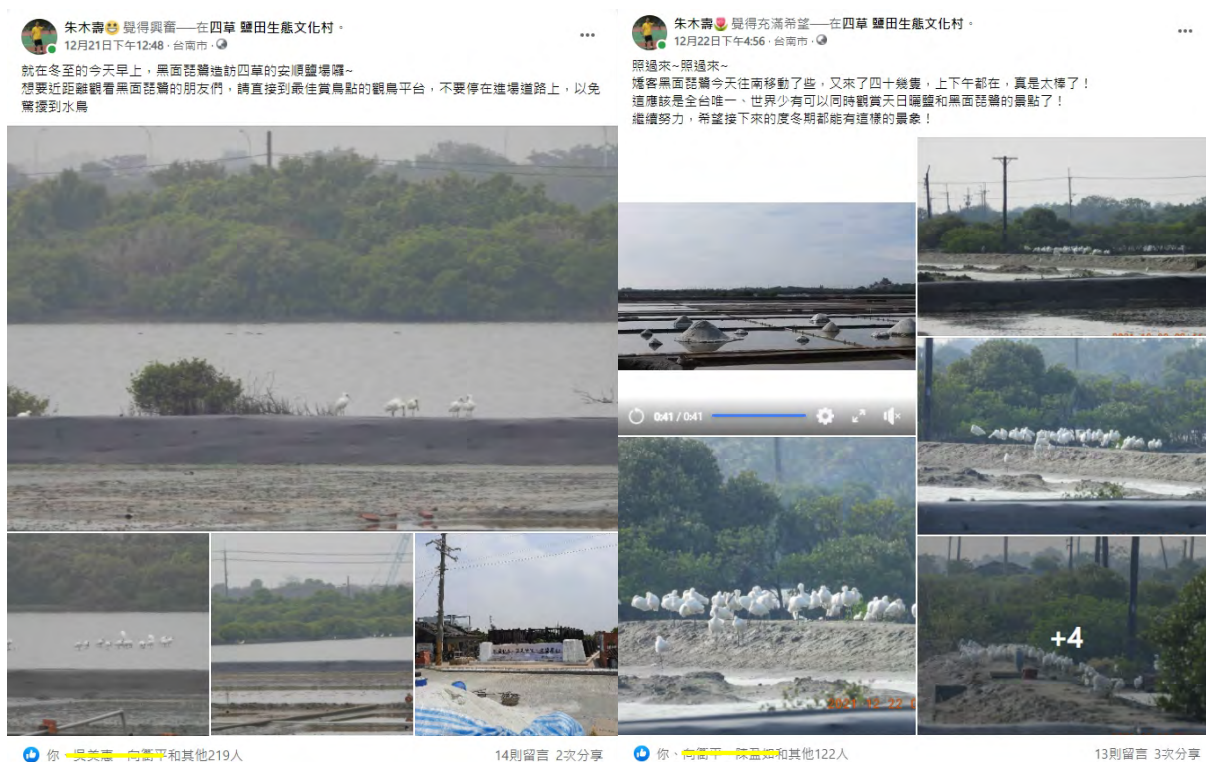 朱木壽 覺得興奮——在四草 鹽田生態文化村。
12月21日下午12:48 · 台南市 ·
就在冬至的今天早上，黑面琵鷺造訪四草的安順鹽場囉~
想要近距離觀看黑面琵鷺的朋友們，請直接到最佳賞鳥點的觀鳥平台，不要停在進場道路上，以免
驚擾到水鳥
你、吳美惠、向衝平和其他219人
14則留言 2次分享
朱木壽 覺得充滿希望——在四草 鹽田生態文化村。
12月22日下午4:56 · 台南市 ·
照過來~照過來~
嬌客黑面琵鷺今天往南移動了些，又來了四十幾隻，上下午都在，真是太棒了！
這應該是全台唯一、世界少有可以同時觀賞天日曬鹽和黑面琵鷺的景點了！
繼續努力，希望接下來的度冬期都能有這樣的景象！
0:41 / 0:41
+4
你、向衝平、陳盈如和其他122人
13則留言 3次分享